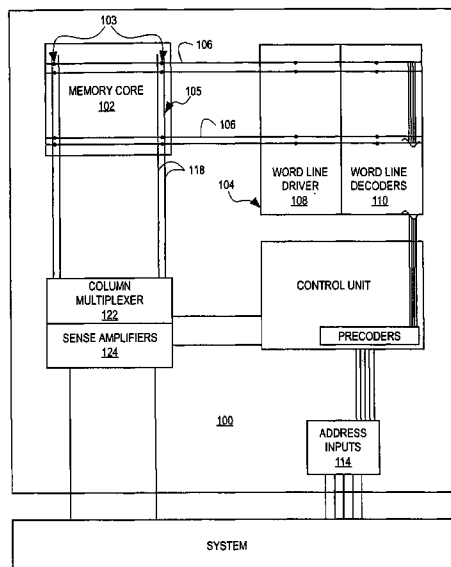 103
106
MEMORY CORE
102
105
106
118
WORD LINE
DRIVER
108
WORD LINE
DECODERS
110
104
COLUMN
MULTIPLEXER
122
SENSE AMPLIFIERS
124
CONTROL UNIT
PRECODERS
100
ADDRESS
INPUTS
114
SYSTEM